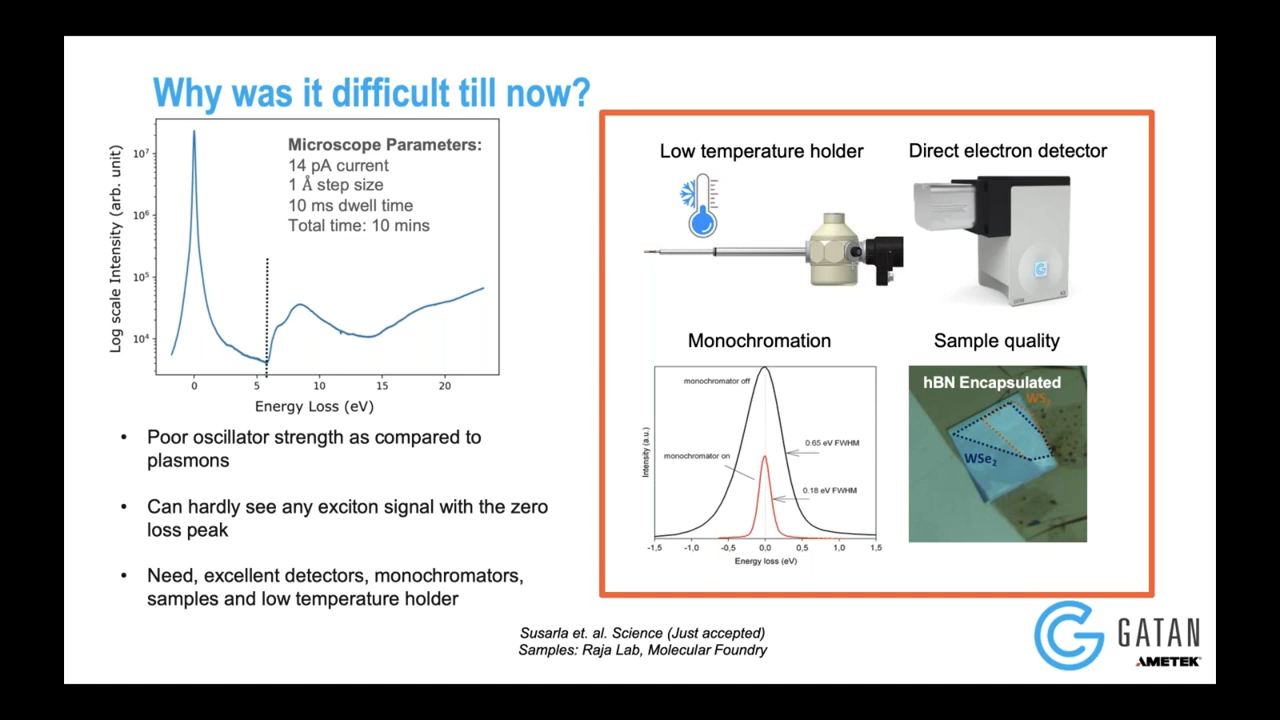 Why was it difficult till now?
Log scale Intensity (arb. unit)
10⁷
10⁶
10⁵
10⁴
Microscope Parameters:
14 pA current
1 Å step size
10 ms dwell time
Total time: 10 mins
0
5
10
15
20
Energy Loss (eV)
• Poor oscillator strength as compared to
plasmons
• Can hardly see any exciton signal with the zero
loss peak
• Need, excellent detectors, monochromators,
samples and low temperature holder
Low temperature holder
Direct electron detector
Monochromation
Intensity (a.u.)
monochromator off
monochromator on
0.65 eV FWHM
0.18 eV FWHM
-1,5
-1,0
-0,5
0,0
0,5
1,0
1,5
Energy loss (eV)
Sample quality
hBN Encapsulated
WS₂
WSe₂
Susarla et. al. Science (Just accepted)
Samples: Raja Lab, Molecular Foundry
GATAN
AMETEK